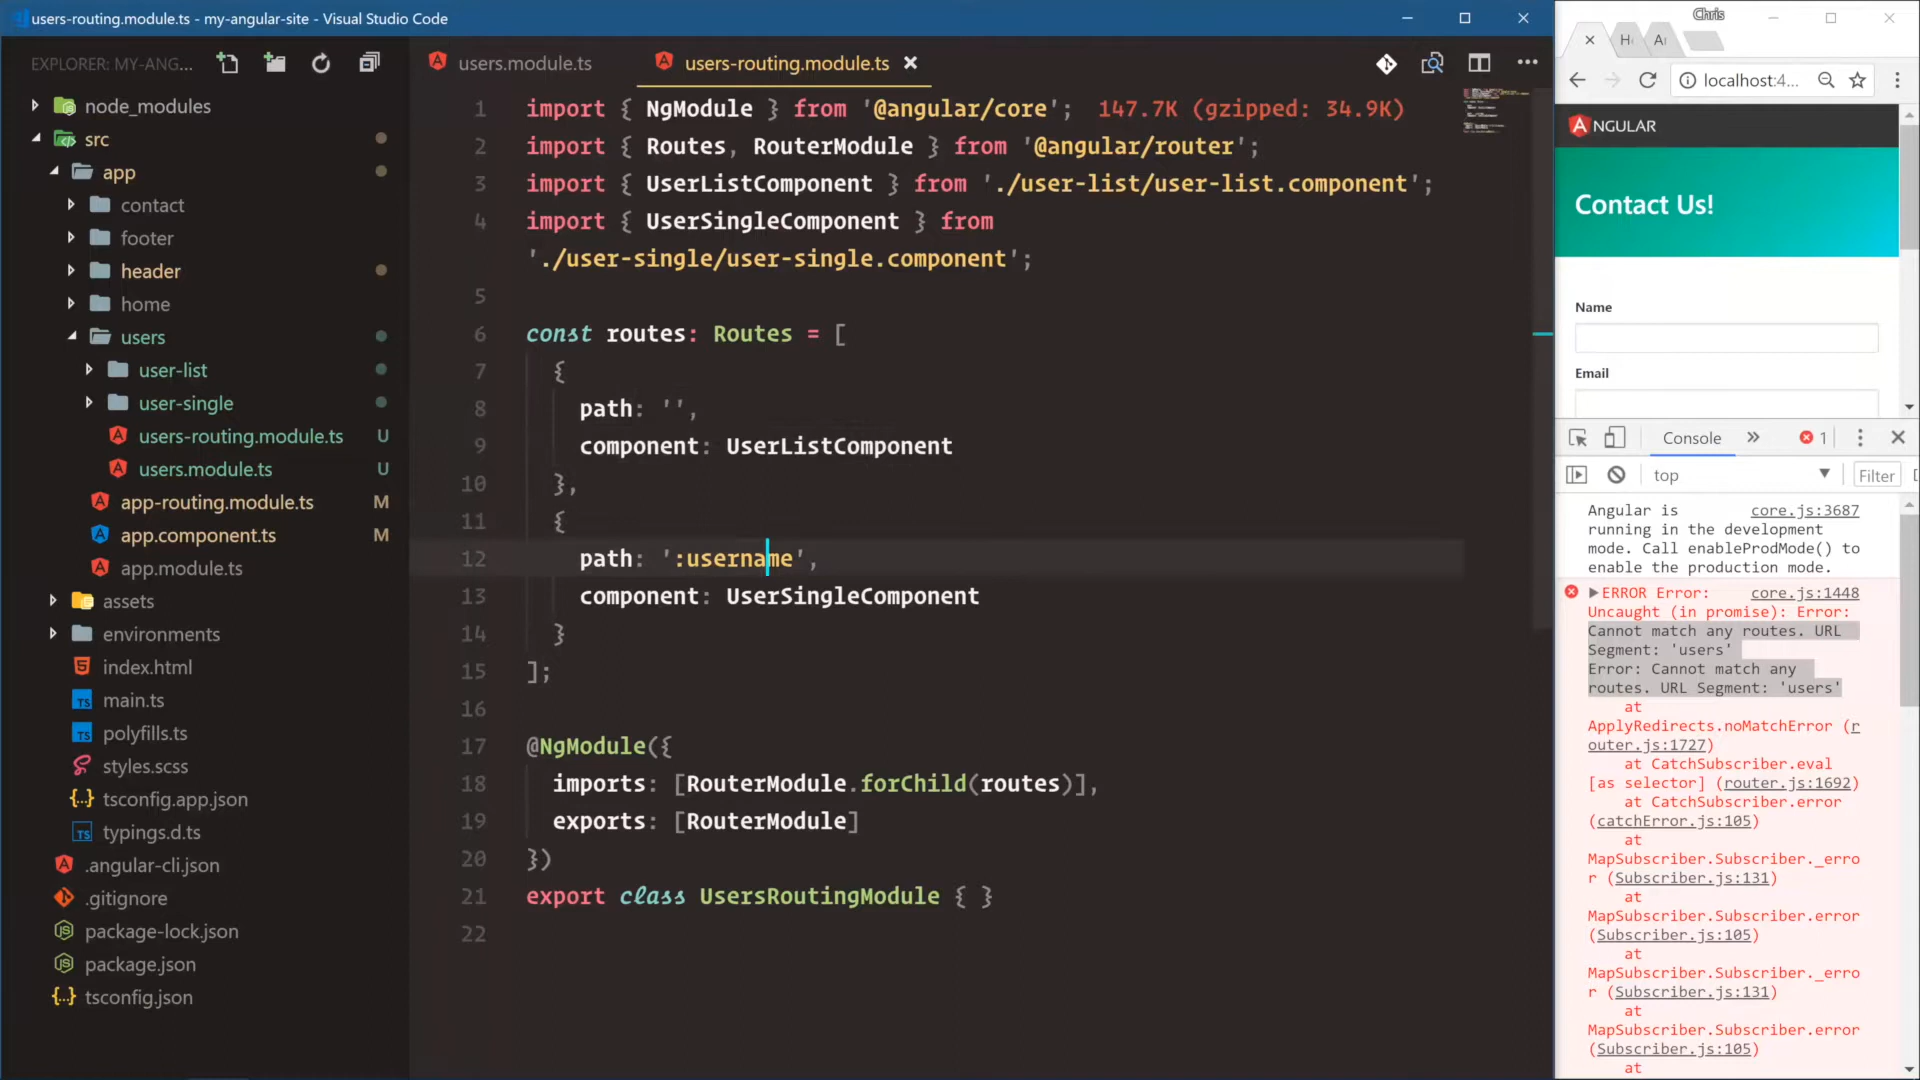 users-routing.module.ts - my-angular-site - Visual Studio Code
EXPLORER: MY-ANG...
node_modules
src
app
contact
footer
header
home
users
user-list
user-single
users-routing.module.ts U
users.module.ts U
app-routing.module.ts M
app.component.ts M
app.module.ts
assets
environments
index.html
main.ts
polyfills.ts
styles.scss
tsconfig.app.json
typings.d.ts
.angular-cli.json
.gitignore
package-lock.json
package.json
tsconfig.json
users.module.ts
users-routing.module.ts
1 import { NgModule } from '@angular/core'; 147.7K (gzipped: 34.9K)
2 import { Routes, RouterModule } from '@angular/router';
3 import { UserListComponent } from './user-list/user-list.component';
4 import { UserSingleComponent } from
'./user-single/user-single.component';
5
6 const routes: Routes = [
7 {
8 path: '',
9 component: UserListComponent
10 },
11 {
12 path: ':username',
13 component: UserSingleComponent
14 }
15 ];
16
17 @NgModule({
18 imports: [RouterModule.forChild(routes)],
19 exports: [RouterModule]
20 })
21 export class UsersRoutingModule { }
22
Chris
localhost:4...
NGULAR
Contact Us!
Name
Email
Console 1
top Filter
Angular is core.js:3687
running in the development
mode. Call enableProdMode() to
enable the production mode.
ERROR Error: core.js:1448
Uncaught (in promise): Error:
Cannot match any routes. URL
Segment: 'users'
Error: Cannot match any
routes. URL Segment: 'users'
at
ApplyRedirects.noMatchError (r
outer.js:1727)
at CatchSubscriber.eval
[as selector] (router.js:1692)
at CatchSubscriber.error
(catchError.js:105)
at
MapSubscriber.Subscriber._erro
r (Subscriber.js:131)
at
MapSubscriber.Subscriber.error
(Subscriber.js:105)
at
MapSubscriber.Subscriber._erro
r (Subscriber.js:131)
at
MapSubscriber.Subscriber.error
(Subscriber.js:105)
at